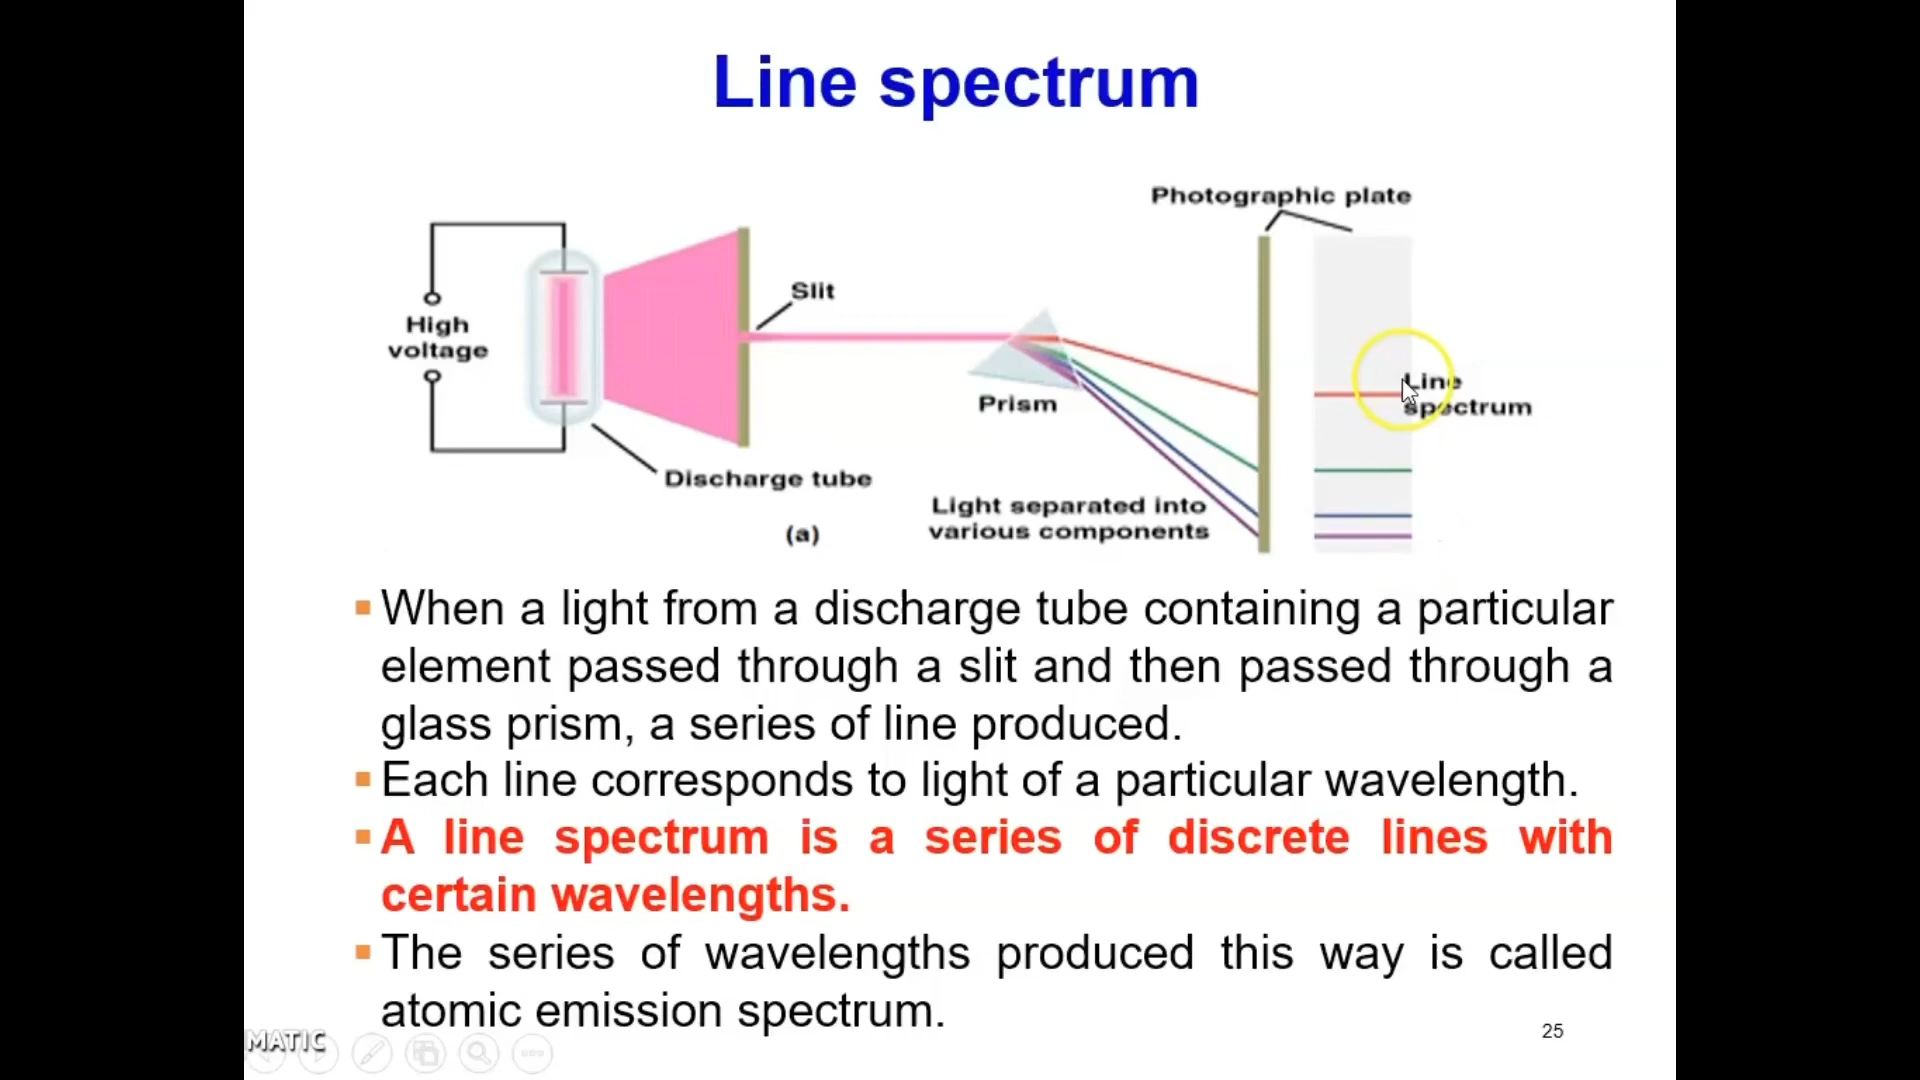 Line spectrum
Photographic plate
Slit
High
voltage
Line
spectrum
Prism
Discharge tube
Light separated into
various components
(a)
▪When a light from a discharge tube containing a particular
element passed through a slit and then passed through a
glass prism, a series of line produced.
▪Each line corresponds to light of a particular wavelength.
▪A line spectrum is a series of discrete lines with
certain wavelengths.
▪The series of wavelengths produced this way is called
atomic emission spectrum.
25
MATIC